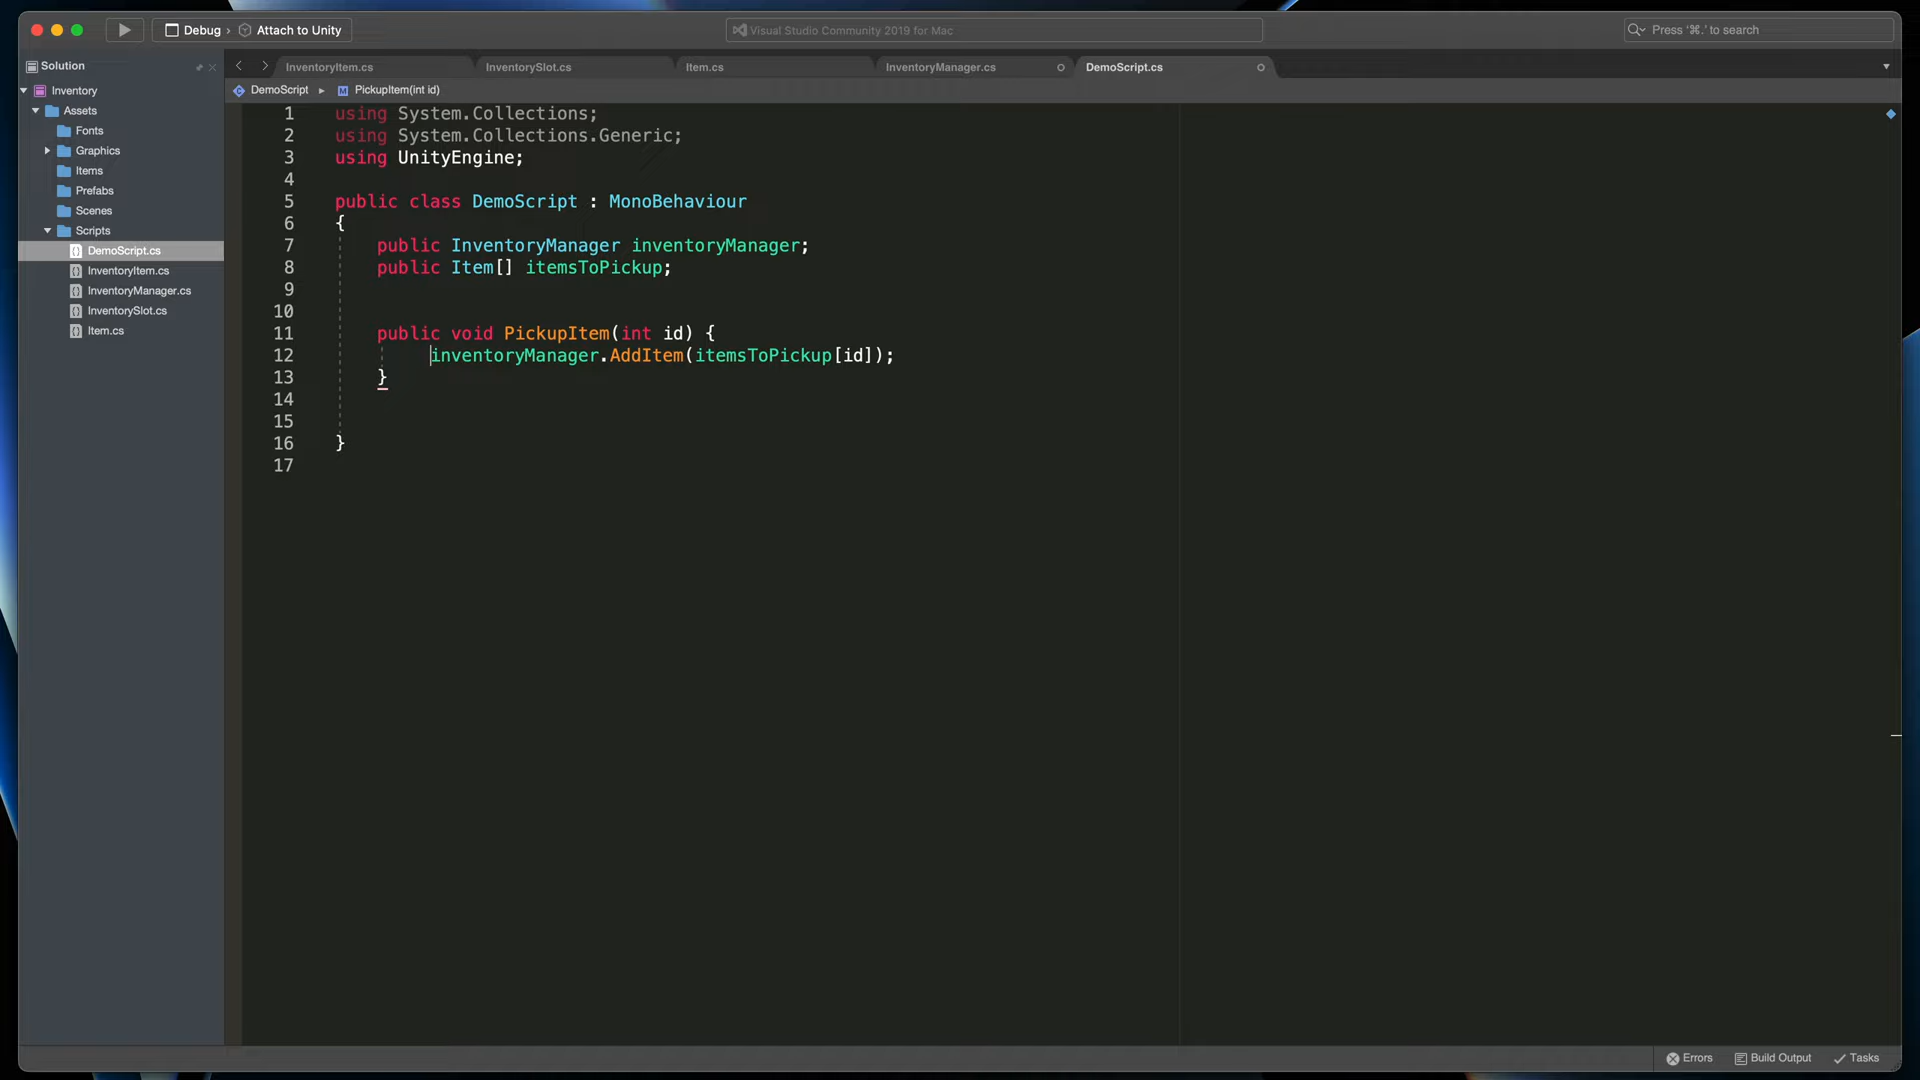 Debug › Attach to Unity
Visual Studio Community 2019 for Mac
Press '⌘.' to search
Solution
InventoryItem.cs
InventorySlot.cs
Item.cs
InventoryManager.cs
DemoScript.cs
DemoScript ▸ PickupItem(int id)
Inventory
Assets
Fonts
Graphics
Items
Prefabs
Scenes
Scripts
DemoScript.cs
InventoryItem.cs
InventoryManager.cs
InventorySlot.cs
Item.cs
1 using System.Collections;
2 using System.Collections.Generic;
3 using UnityEngine;
4
5 public class DemoScript : MonoBehaviour
6 {
7 public InventoryManager inventoryManager;
8 public Item[] itemsToPickup;
9
10
11 public void PickupItem(int id) {
12 inventoryManager.AddItem(itemsToPickup[id]);
13 }
14
15
16 }
17
Errors
Build Output
Tasks